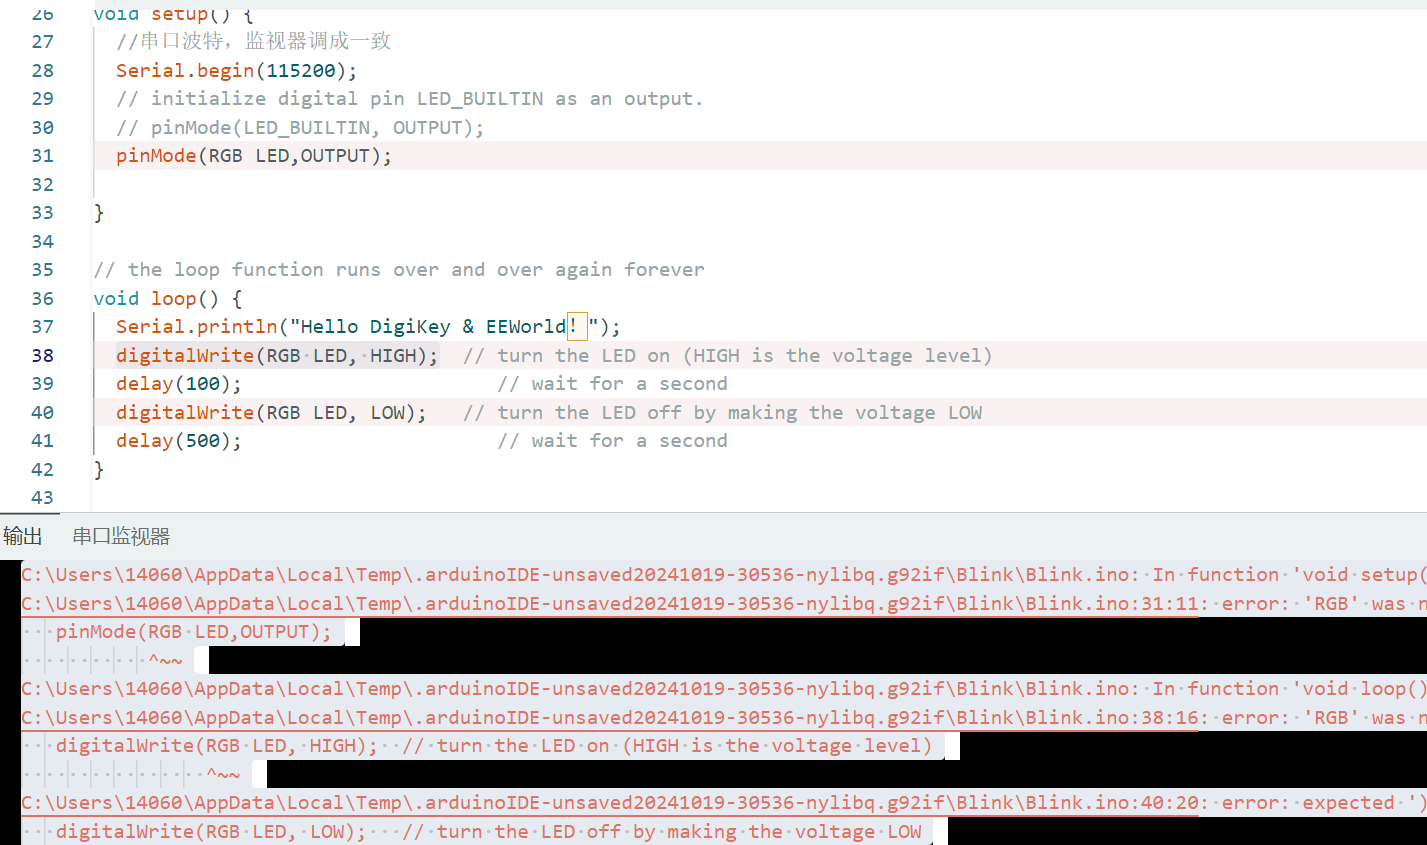 26 void setup() {
27 //串口波特，监视器调成一致
28 Serial.begin(115200);
29 // initialize digital pin LED_BUILTIN as an output.
30 // pinMode(LED_BUILTIN, OUTPUT);
31 pinMode(RGB LED,OUTPUT);
32
33 }
34
35 // the loop function runs over and over again forever
36 void loop() {
37 Serial.println("Hello DigiKey & EEWorld！");
38 digitalWrite(RGB LED, HIGH); // turn the LED on (HIGH is the voltage level)
39 delay(100); // wait for a second
40 digitalWrite(RGB LED, LOW); // turn the LED off by making the voltage LOW
41 delay(500); // wait for a second
42 }
43
输出 串口监视器
C:\Users\14060\AppData\Local\Temp\.arduinoIDE-unsaved20241019-30536-nylibq.g92if\Blink\Blink.ino: In function 'void setup(
C:\Users\14060\AppData\Local\Temp\.arduinoIDE-unsaved20241019-30536-nylibq.g92if\Blink\Blink.ino:31:11: error: 'RGB' was n
pinMode(RGB LED,OUTPUT);
^~~
C:\Users\14060\AppData\Local\Temp\.arduinoIDE-unsaved20241019-30536-nylibq.g92if\Blink\Blink.ino: In function 'void loop()
C:\Users\14060\AppData\Local\Temp\.arduinoIDE-unsaved20241019-30536-nylibq.g92if\Blink\Blink.ino:38:16: error: 'RGB' was n
digitalWrite(RGB LED, HIGH); // turn the LED on (HIGH is the voltage level)
^~~
C:\Users\14060\AppData\Local\Temp\.arduinoIDE-unsaved20241019-30536-nylibq.g92if\Blink\Blink.ino:40:20: error: expected ')
digitalWrite(RGB LED, LOW); // turn the LED off by making the voltage LOW